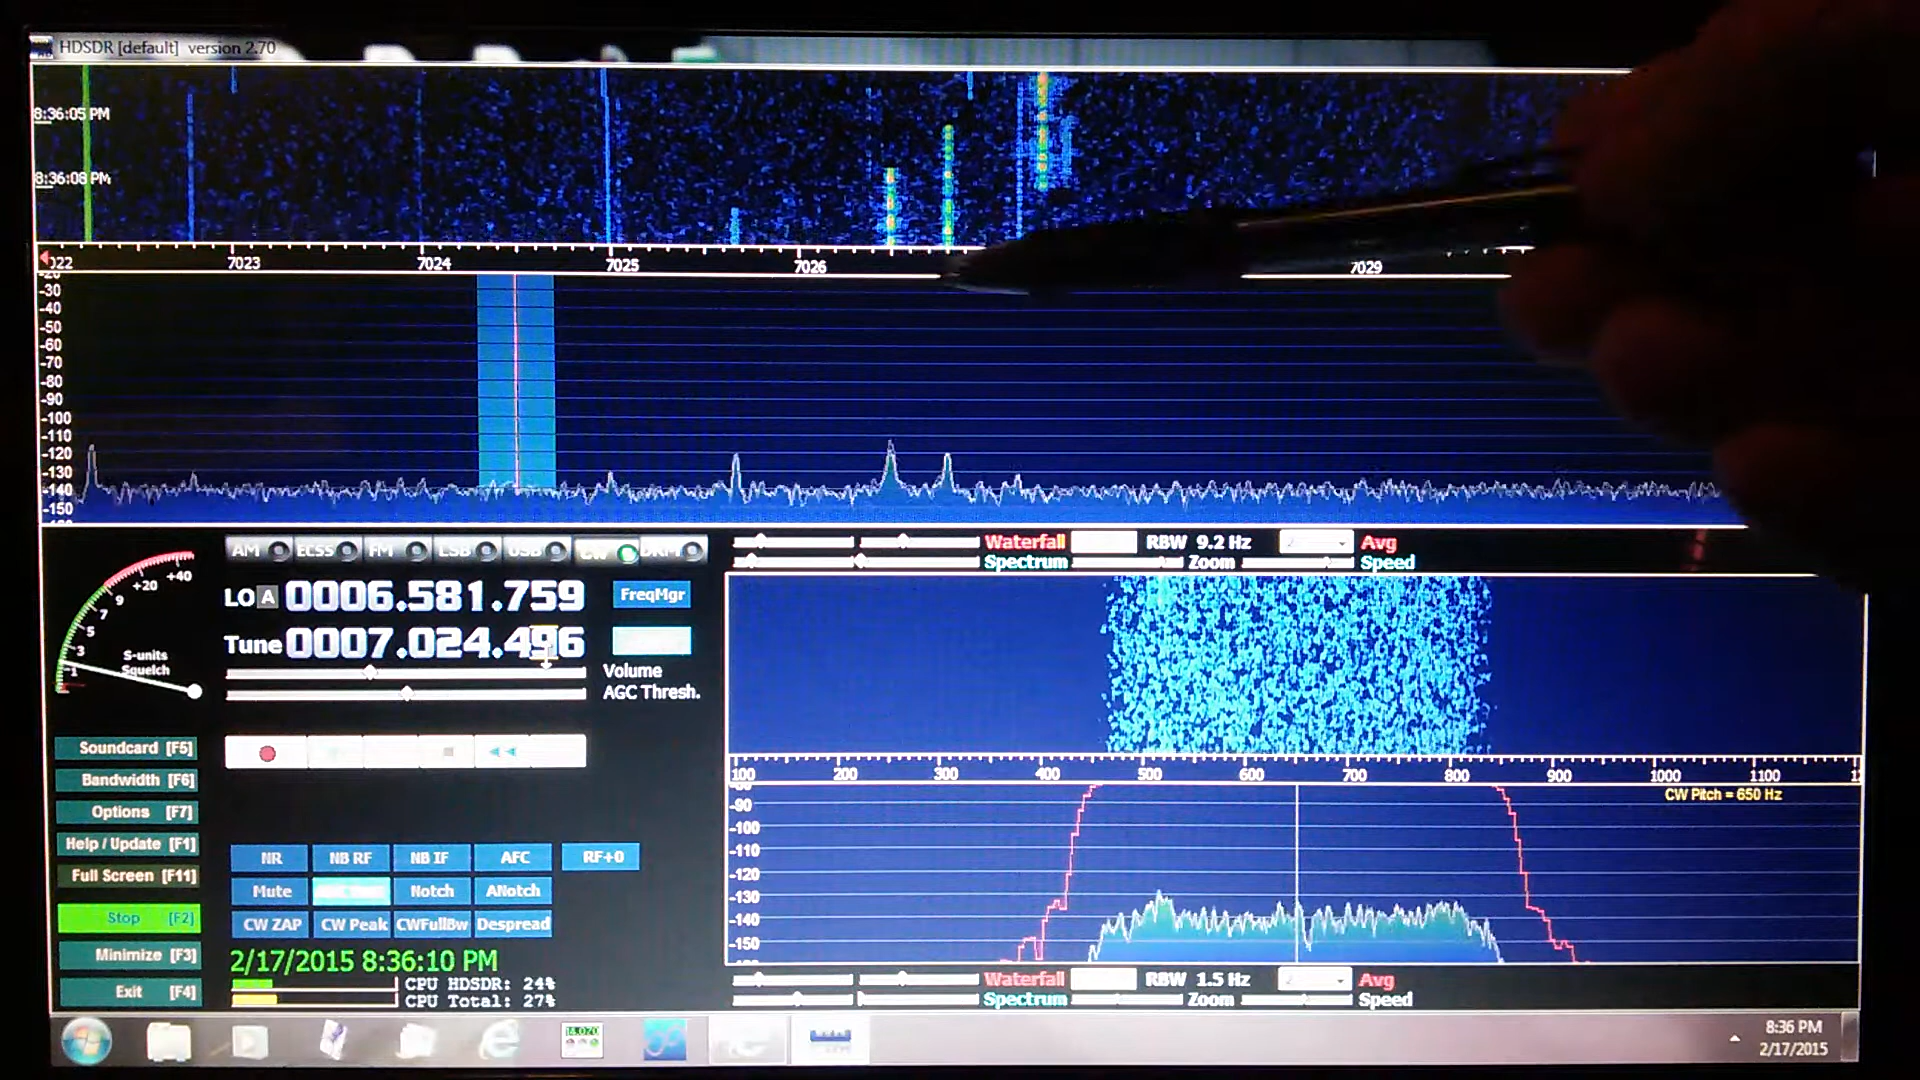 HDSDR [default] version 2.70
8:36:05 PM
8:36:08 PM
7023 7024 7025 7026 7029
-30
-40
-50
-60
-70
-80
-90
-100
-110
-120
-130
-140
-150
AM ECSS FM LSB USB CW DRM
Waterfall RBW 9.2 Hz Avg
Spectrum Zoom Speed
1 3 5 7 9 +20 +40
S-units
Squelch
LO A 0006.581.759 FreqMgr
Tune 0007.024.496
Volume
AGC Thresh.
Soundcard [F5]
Bandwidth [F6]
Options [F7]
Help / Update [F1]
Full Screen [F11]
Stop [F2]
Minimize [F3]
Exit [F4]
NR NB RF NB IF AFC RF+0
Mute Notch ANotch
CW ZAP CW Peak CWFullBw Despread
2/17/2015 8:36:10 PM
CPU HDSDR: 24%
CPU Total: 27%
100 200 300 400 500 600 700 800 900 1000 1100
CW Pitch = 650 Hz
-90
-100
-110
-120
-130
-140
-150
Waterfall RBW 1.5 Hz Avg
Spectrum Zoom Speed
8:36 PM
2/17/2015